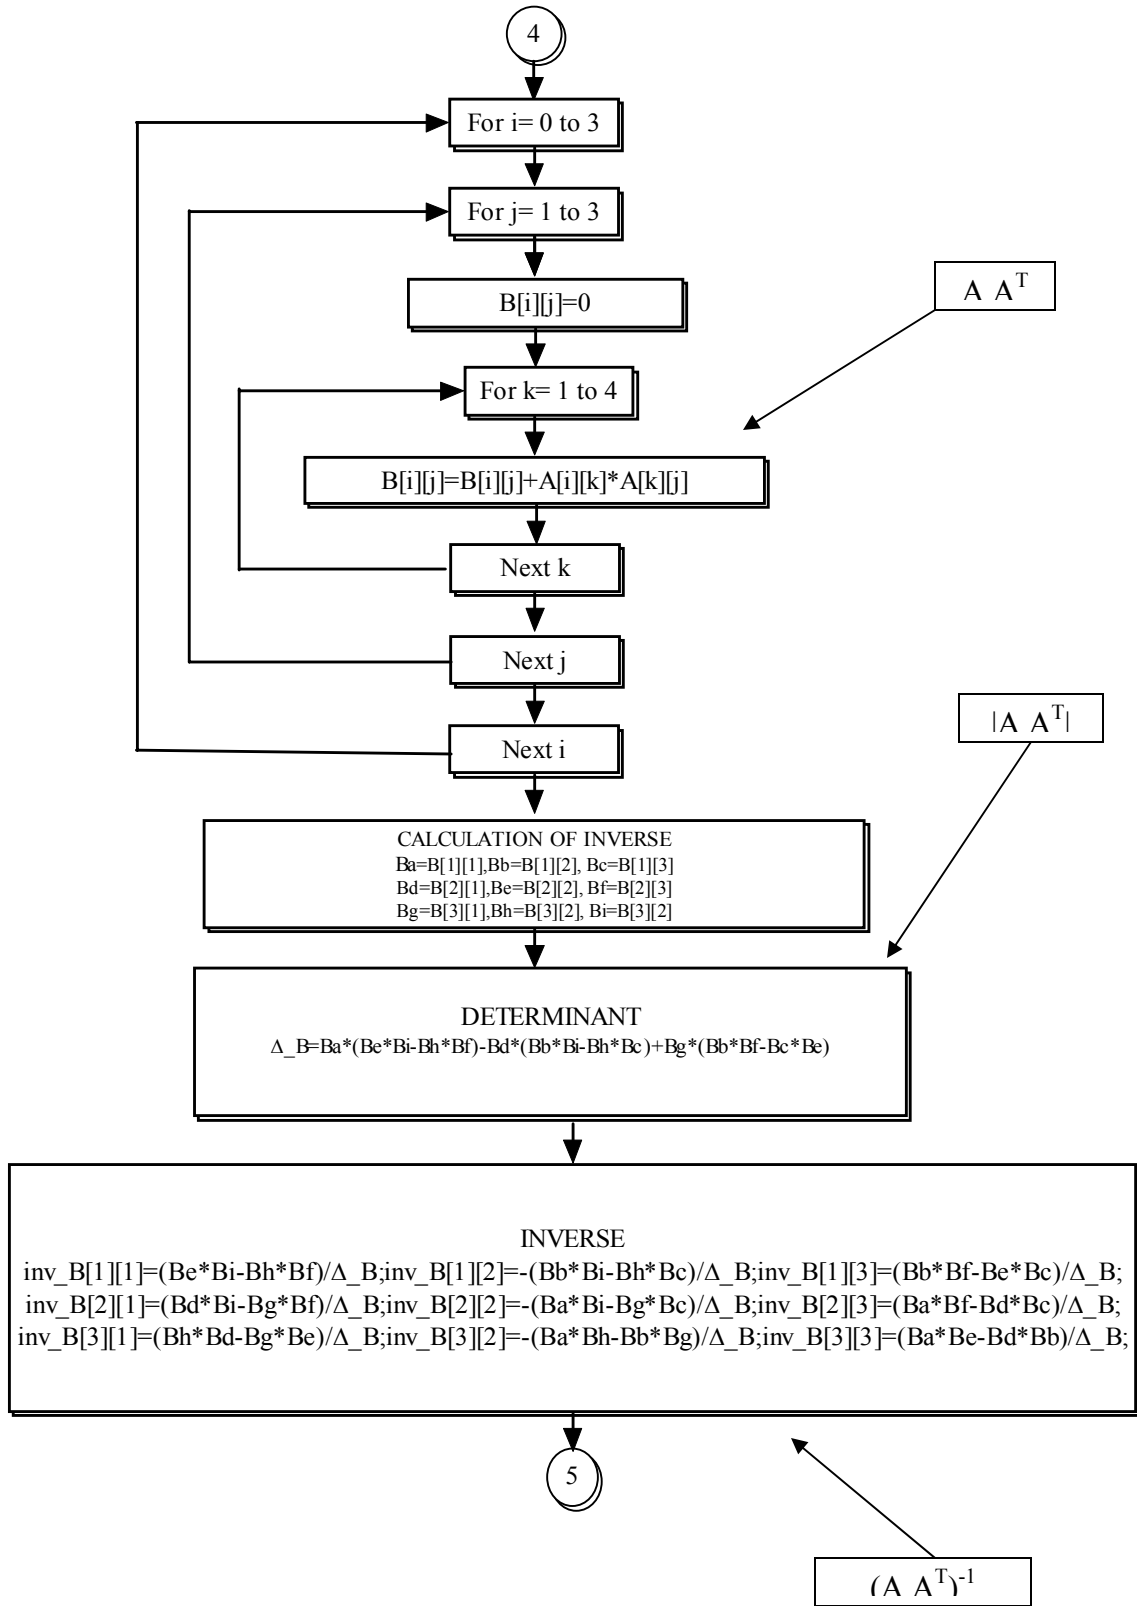 4
For i= 0 to 3
For j= 1 to 3
B[i][j]=0
A A^T
For k= 1 to 4
B[i][j]=B[i][j]+A[i][k]*A[k][j]
Next k
Next j
|A A^T|
Next i
CALCULATION OF INVERSE
Ba=B[1][1],Bb=B[1][2], Bc=B[1][3]
Bd=B[2][1],Be=B[2][2], Bf=B[2][3]
Bg=B[3][1],Bh=B[3][2], Bi=B[3][2]
DETERMINANT
Δ_B=Ba*(Be*Bi-Bh*Bf)-Bd*(Bb*Bi-Bh*Bc)+Bg*(Bb*Bf-Bc*Be)
INVERSE
inv_B[1][1]=(Be*Bi-Bh*Bf)/Δ_B;inv_B[1][2]=-(Bb*Bi-Bh*Bc)/Δ_B;inv_B[1][3]=(Bb*Bf-Be*Bc)/Δ_B;
inv_B[2][1]=(Bd*Bi-Bg*Bf)/Δ_B;inv_B[2][2]=-(Ba*Bi-Bg*Bc)/Δ_B;inv_B[2][3]=(Ba*Bf-Bd*Bc)/Δ_B;
inv_B[3][1]=(Bh*Bd-Bg*Be)/Δ_B;inv_B[3][2]=-(Ba*Bh-Bb*Bg)/Δ_B;inv_B[3][3]=(Ba*Be-Bd*Bb)/Δ_B;
5
(A A^T)^-1